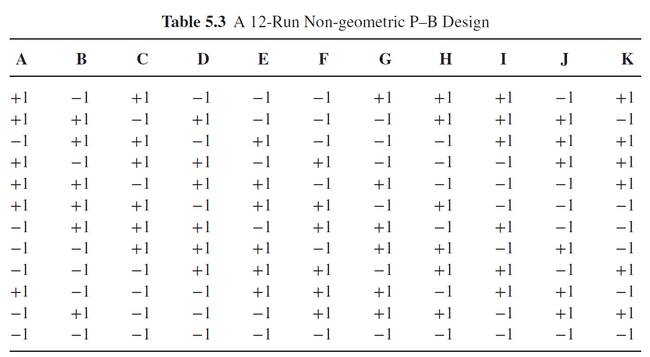 Table 5.3 A 12-Run Non-geometric P–B Design
A B C D E F G H I J K
+1 −1 +1 −1 −1 −1 +1 +1 +1 −1 +1
+1 +1 −1 +1 −1 −1 −1 +1 +1 +1 −1
−1 +1 +1 −1 +1 −1 −1 −1 +1 +1 +1
+1 −1 +1 +1 −1 +1 −1 −1 −1 +1 +1
+1 +1 −1 +1 +1 −1 +1 −1 −1 −1 +1
+1 +1 +1 −1 +1 +1 −1 +1 −1 −1 −1
−1 +1 +1 +1 −1 +1 +1 −1 +1 −1 −1
−1 −1 +1 +1 +1 −1 +1 +1 −1 +1 −1
−1 −1 −1 +1 +1 +1 −1 +1 +1 −1 +1
+1 −1 −1 −1 +1 +1 +1 −1 +1 +1 −1
−1 +1 −1 −1 −1 +1 +1 +1 −1 +1 +1
−1 −1 −1 −1 −1 −1 −1 −1 −1 −1 −1